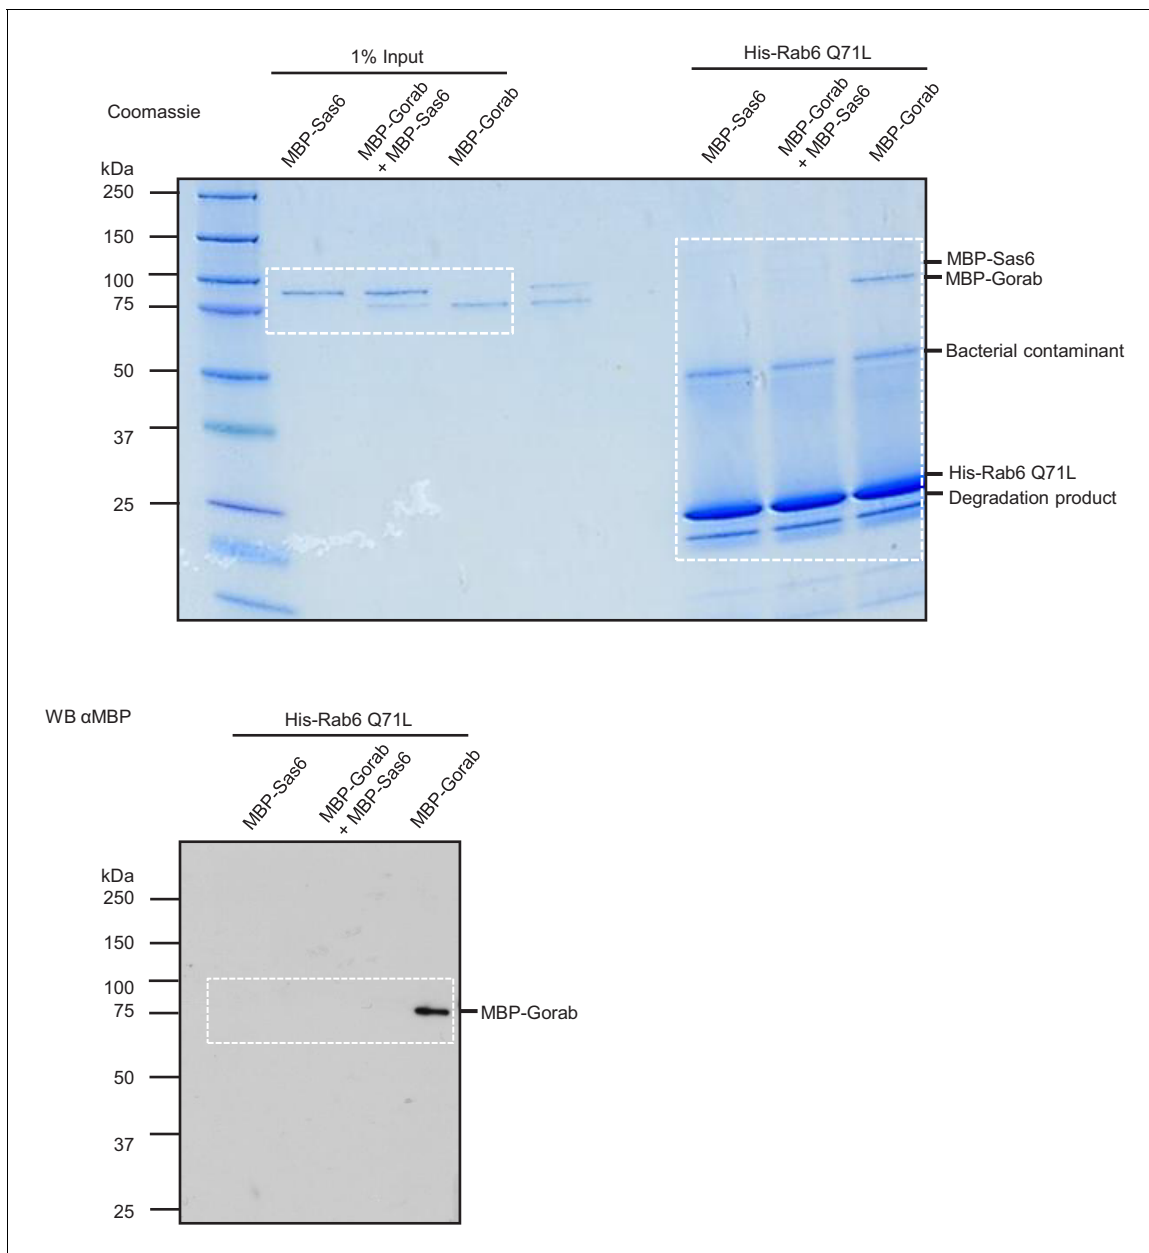 1% Input
His-Rab6 Q71L
Coomassie
MBP-Sas6
MBP-Gorab
+ MBP-Sas6
MBP-Gorab
MBP-Sas6
MBP-Gorab
+ MBP-Sas6
MBP-Gorab
kDa
250
150
100
75
50
37
25
MBP-Sas6
MBP-Gorab
Bacterial contaminant
His-Rab6 Q71L
Degradation product
WB αMBP
His-Rab6 Q71L
MBP-Sas6
MBP-Gorab
+ MBP-Sas6
MBP-Gorab
kDa
250
150
100
75
50
37
25
MBP-Gorab